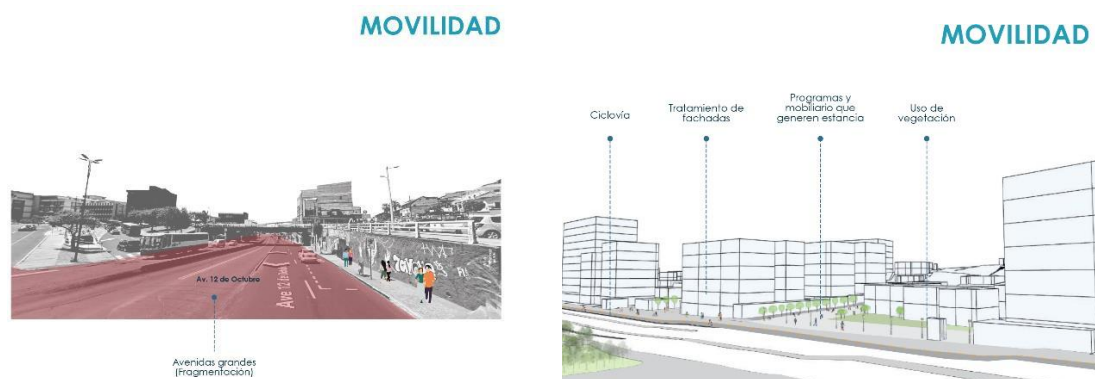 MOVILIDAD
Av. 12 de Octubre
Ave 12 de
Avenidas grandes
(Fragmentación)
MOVILIDAD
Ciclovía
Tratamiento de
fachadas
Programas y
mobiliario que
generen estancia
Uso de
vegetación